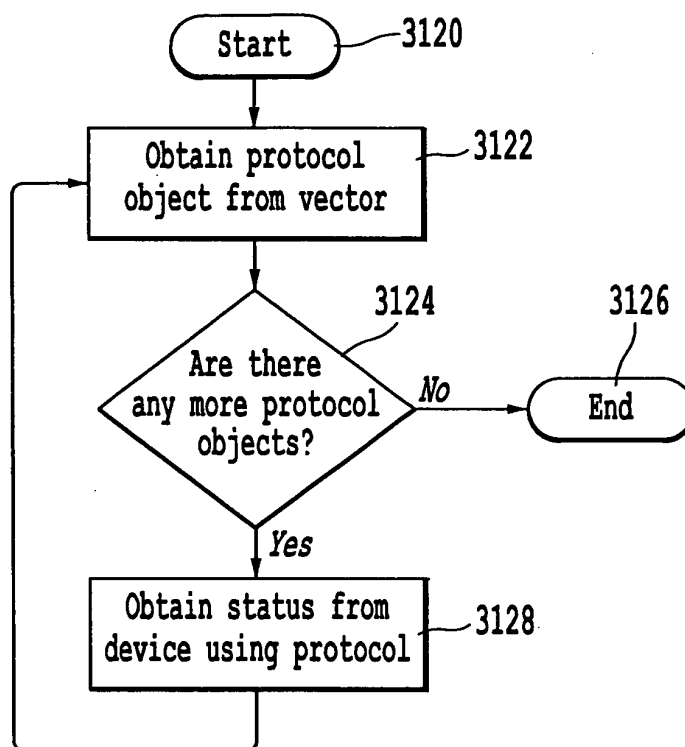 Start
3120
Obtain protocol
object from vector
3122
Are there
any more protocol
objects?
3124
No
End
3126
Yes
Obtain status from
device using protocol
3128